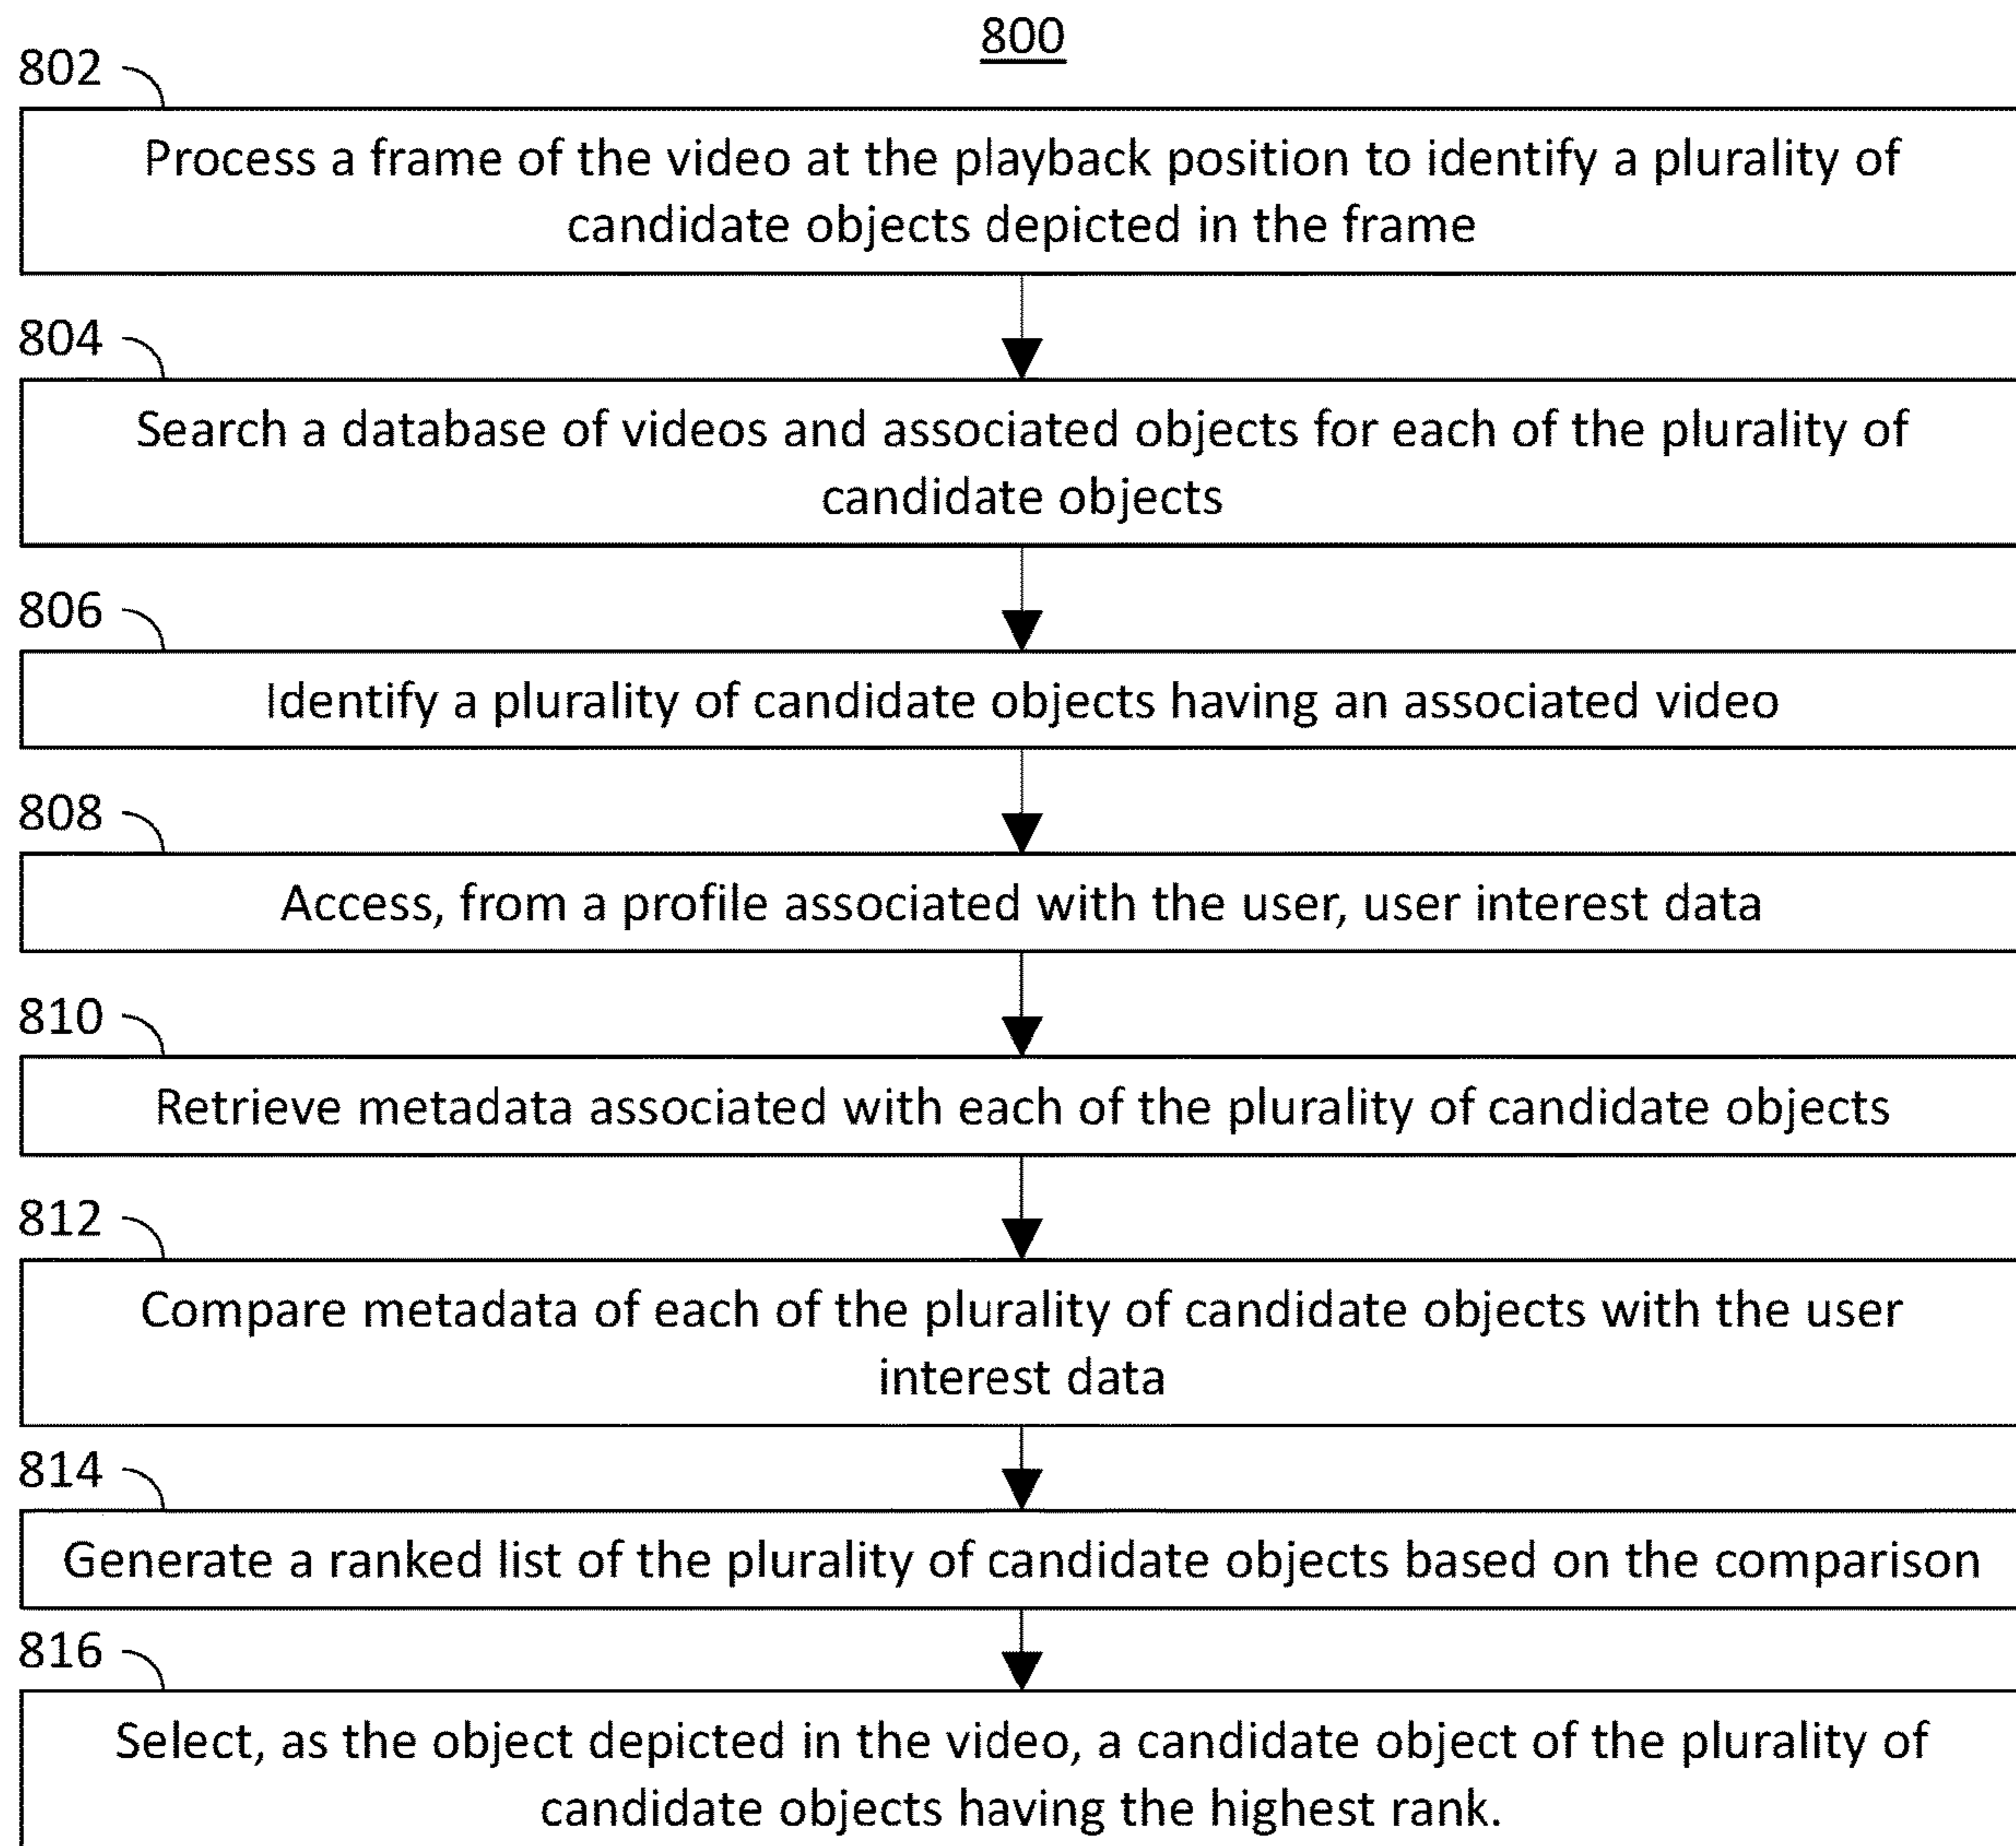 800
802
Process a frame of the video at the playback position to identify a plurality of
candidate objects depicted in the frame
804
Search a database of videos and associated objects for each of the plurality of
candidate objects
806
Identify a plurality of candidate objects having an associated video
808
Access, from a profile associated with the user, user interest data
810
Retrieve metadata associated with each of the plurality of candidate objects
812
Compare metadata of each of the plurality of candidate objects with the user
interest data
814
Generate a ranked list of the plurality of candidate objects based on the comparison
816
Select, as the object depicted in the video, a candidate object of the plurality of
candidate objects having the highest rank.